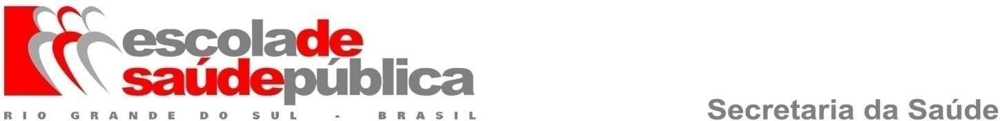 escolade
saúdepública
RIO GRANDE DO SUL - BRASIL
Secretaria da Saúde